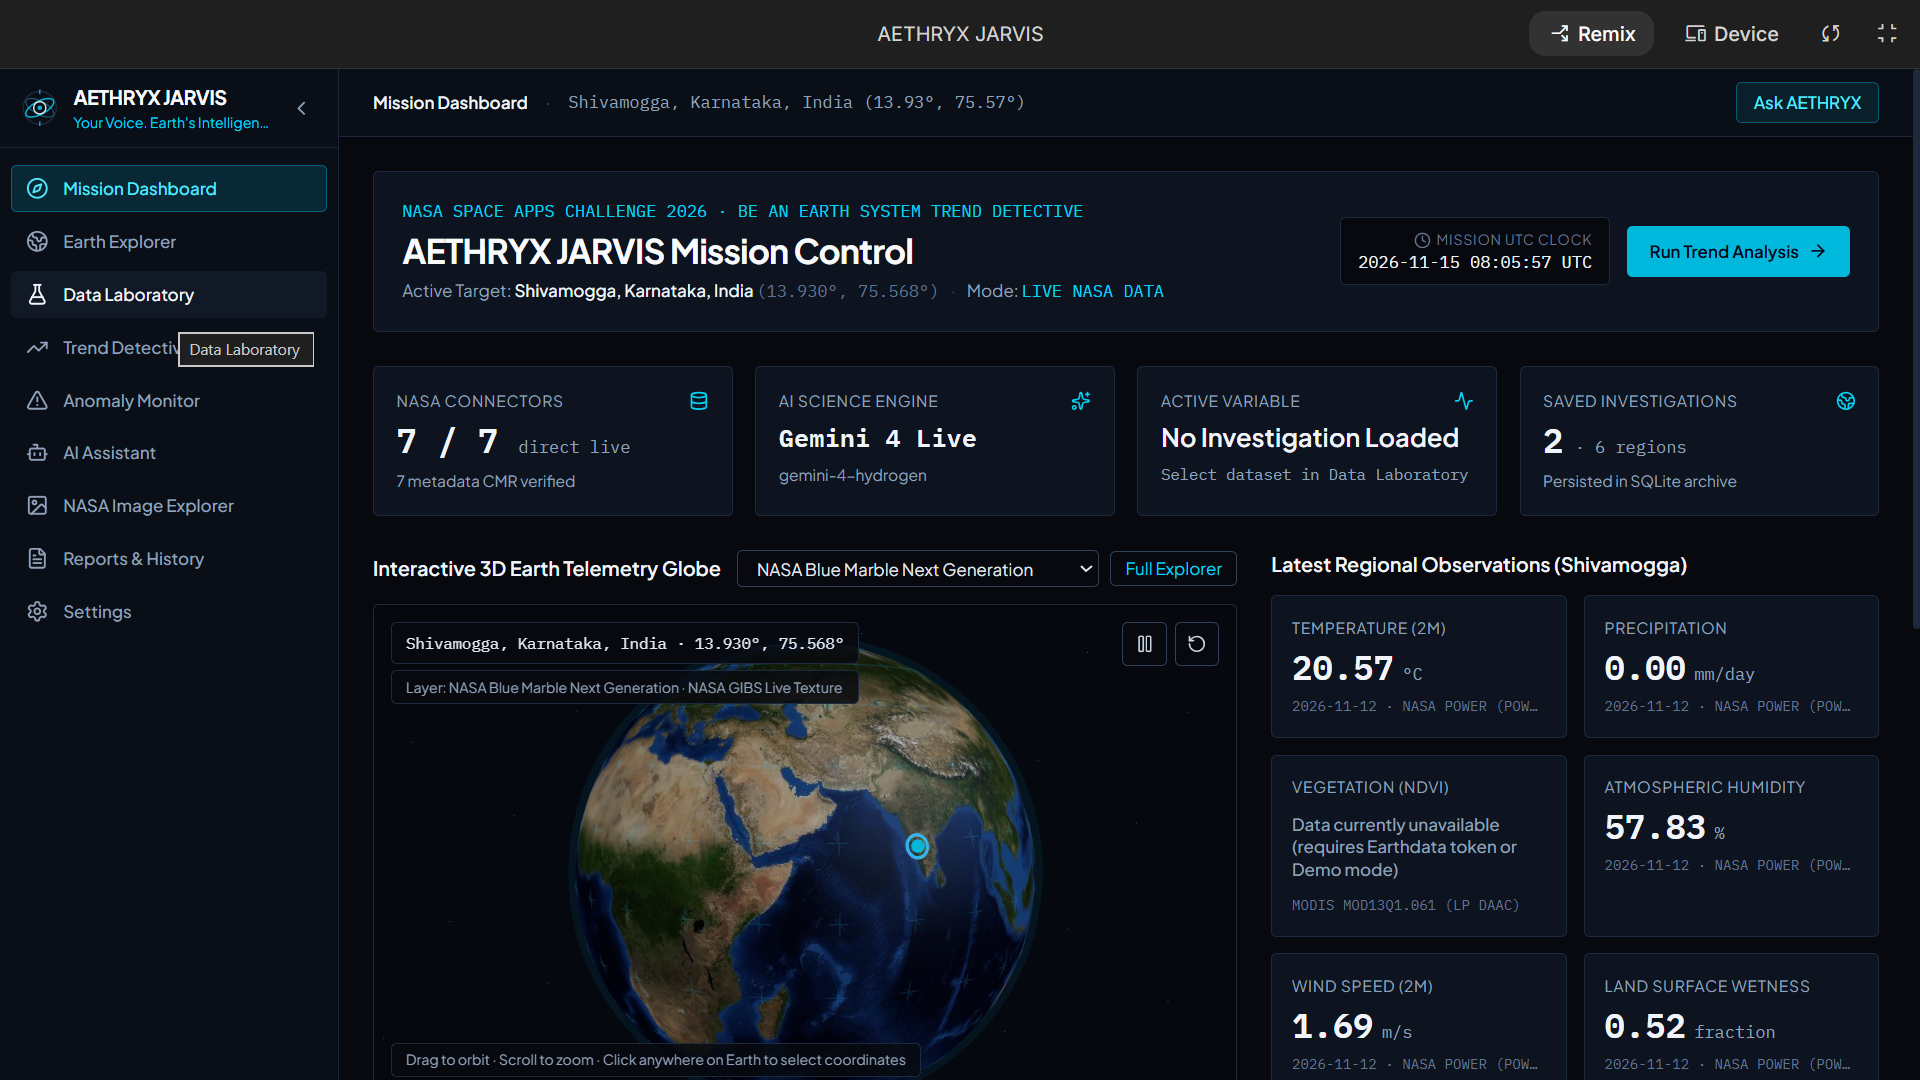 AETHRYX JARVIS
Remix
Device
AETHRYX JARVIS
Your Voice. Earth's Intelligen...
Mission Dashboard
Earth Explorer
Data Laboratory
Trend Detectiv
Data Laboratory
Anomaly Monitor
AI Assistant
NASA Image Explorer
Reports & History
Settings
Mission Dashboard · Shivamogga, Karnataka, India (13.93°, 75.57°)
Ask AETHRYX
NASA SPACE APPS CHALLENGE 2026 · BE AN EARTH SYSTEM TREND DETECTIVE
AETHRYX JARVIS Mission Control
Active Target: Shivamogga, Karnataka, India (13.930°, 75.568°) · Mode: LIVE NASA DATA
MISSION UTC CLOCK
2026-11-15 08:05:57 UTC
Run Trend Analysis →
NASA CONNECTORS
7 / 7 direct live
7 metadata CMR verified
AI SCIENCE ENGINE
Gemini 4 Live
gemini-4-hydrogen
ACTIVE VARIABLE
No Investigation Loaded
Select dataset in Data Laboratory
SAVED INVESTIGATIONS
2 · 6 regions
Persisted in SQLite archive
Interactive 3D Earth Telemetry Globe
NASA Blue Marble Next Generation
Full Explorer
Shivamogga, Karnataka, India · 13.930°, 75.568°
Layer: NASA Blue Marble Next Generation · NASA GIBS Live Texture
Drag to orbit · Scroll to zoom · Click anywhere on Earth to select coordinates
Latest Regional Observations (Shivamogga)
TEMPERATURE (2M)
20.57 °C
2026-11-12 · NASA POWER (POW…
PRECIPITATION
0.00 mm/day
2026-11-12 · NASA POWER (POW…
VEGETATION (NDVI)
Data currently unavailable
(requires Earthdata token or
Demo mode)
MODIS MOD13Q1.061 (LP DAAC)
ATMOSPHERIC HUMIDITY
57.83 %
2026-11-12 · NASA POWER (POW…
WIND SPEED (2M)
1.69 m/s
2026-11-12 · NASA POWER (POW…
LAND SURFACE WETNESS
0.52 fraction
2026-11-12 · NASA POWER (POW…